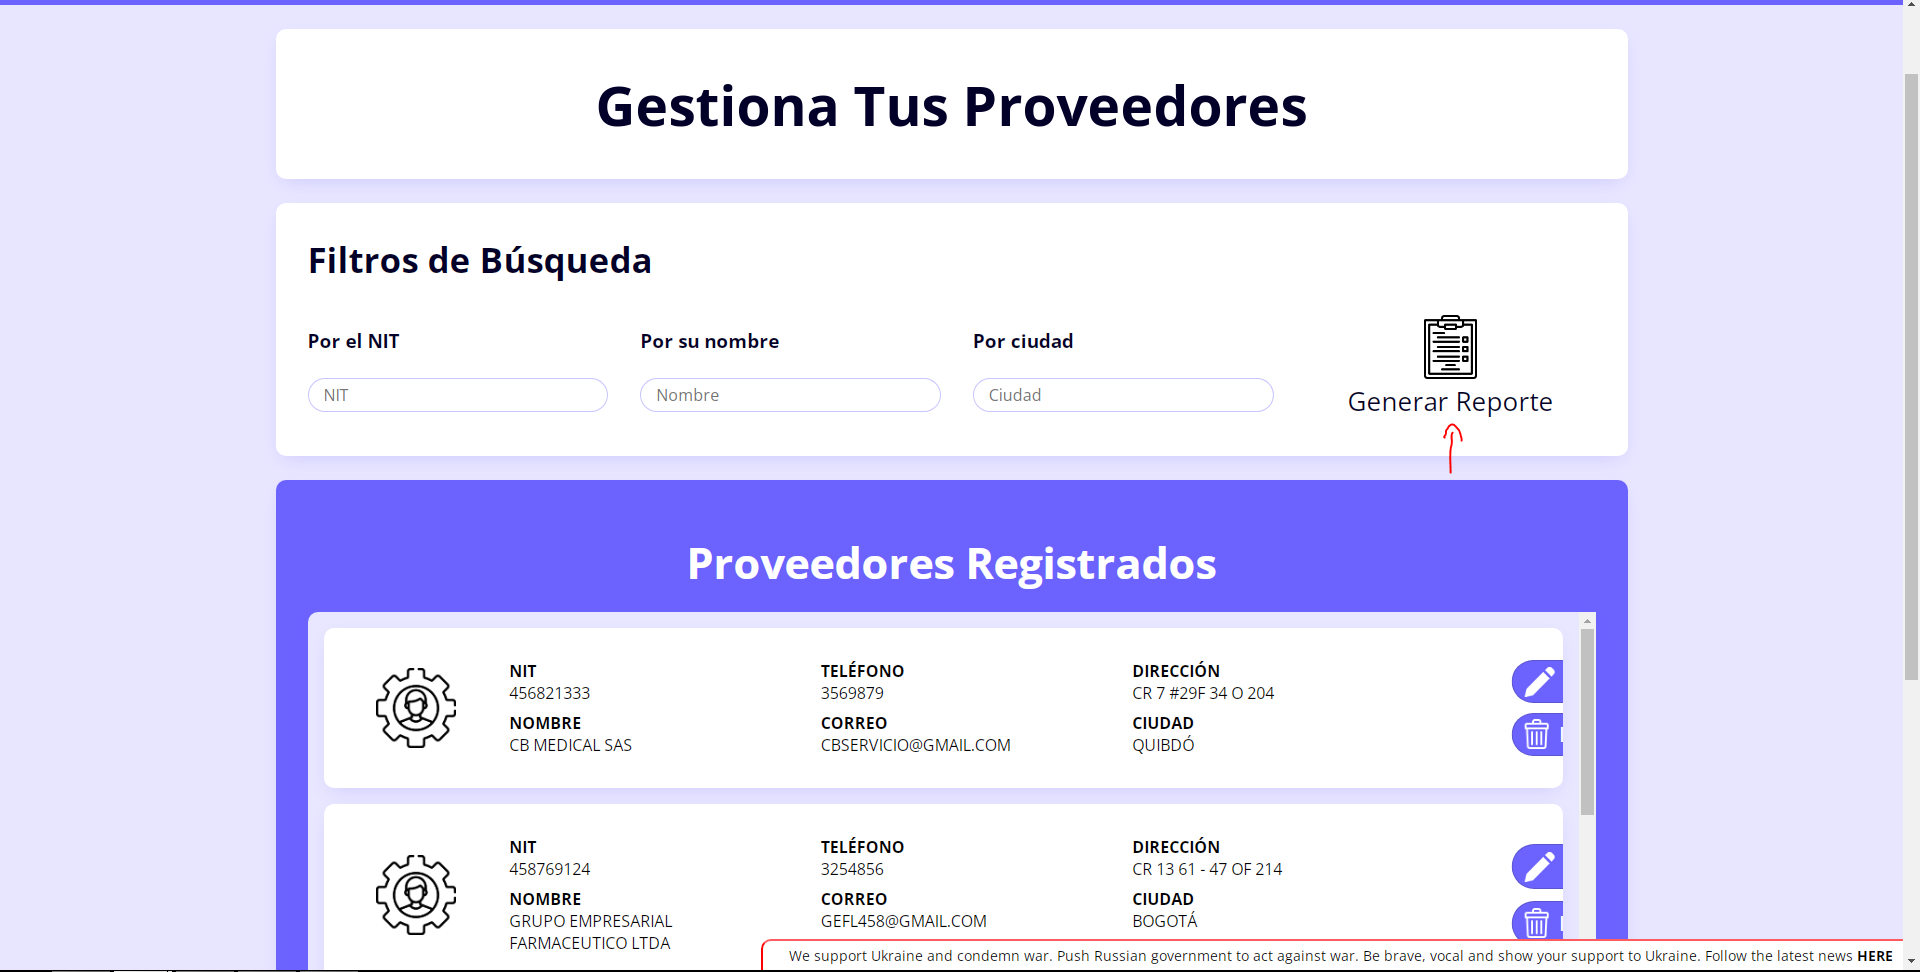 Gestiona Tus Proveedores
Filtros de Búsqueda
Por el NIT
Por su nombre
Por ciudad
NIT
Nombre
Ciudad
Generar Reporte
Proveedores Registrados
NIT
456821333
NOMBRE
CB MEDICAL SAS
TELÉFONO
3569879
CORREO
CBSERVICIO@GMAIL.COM
DIRECCIÓN
CR 7 #29F 34 O 204
CIUDAD
QUIBDÓ
NIT
458769124
NOMBRE
GRUPO EMPRESARIAL
FARMACEUTICO LTDA
TELÉFONO
3254856
CORREO
GEFL458@GMAIL.COM
DIRECCIÓN
CR 13 61 - 47 OF 214
CIUDAD
BOGOTÁ
We support Ukraine and condemn war. Push Russian government to act against war. Be brave, vocal and show your support to Ukraine. Follow the latest news HERE